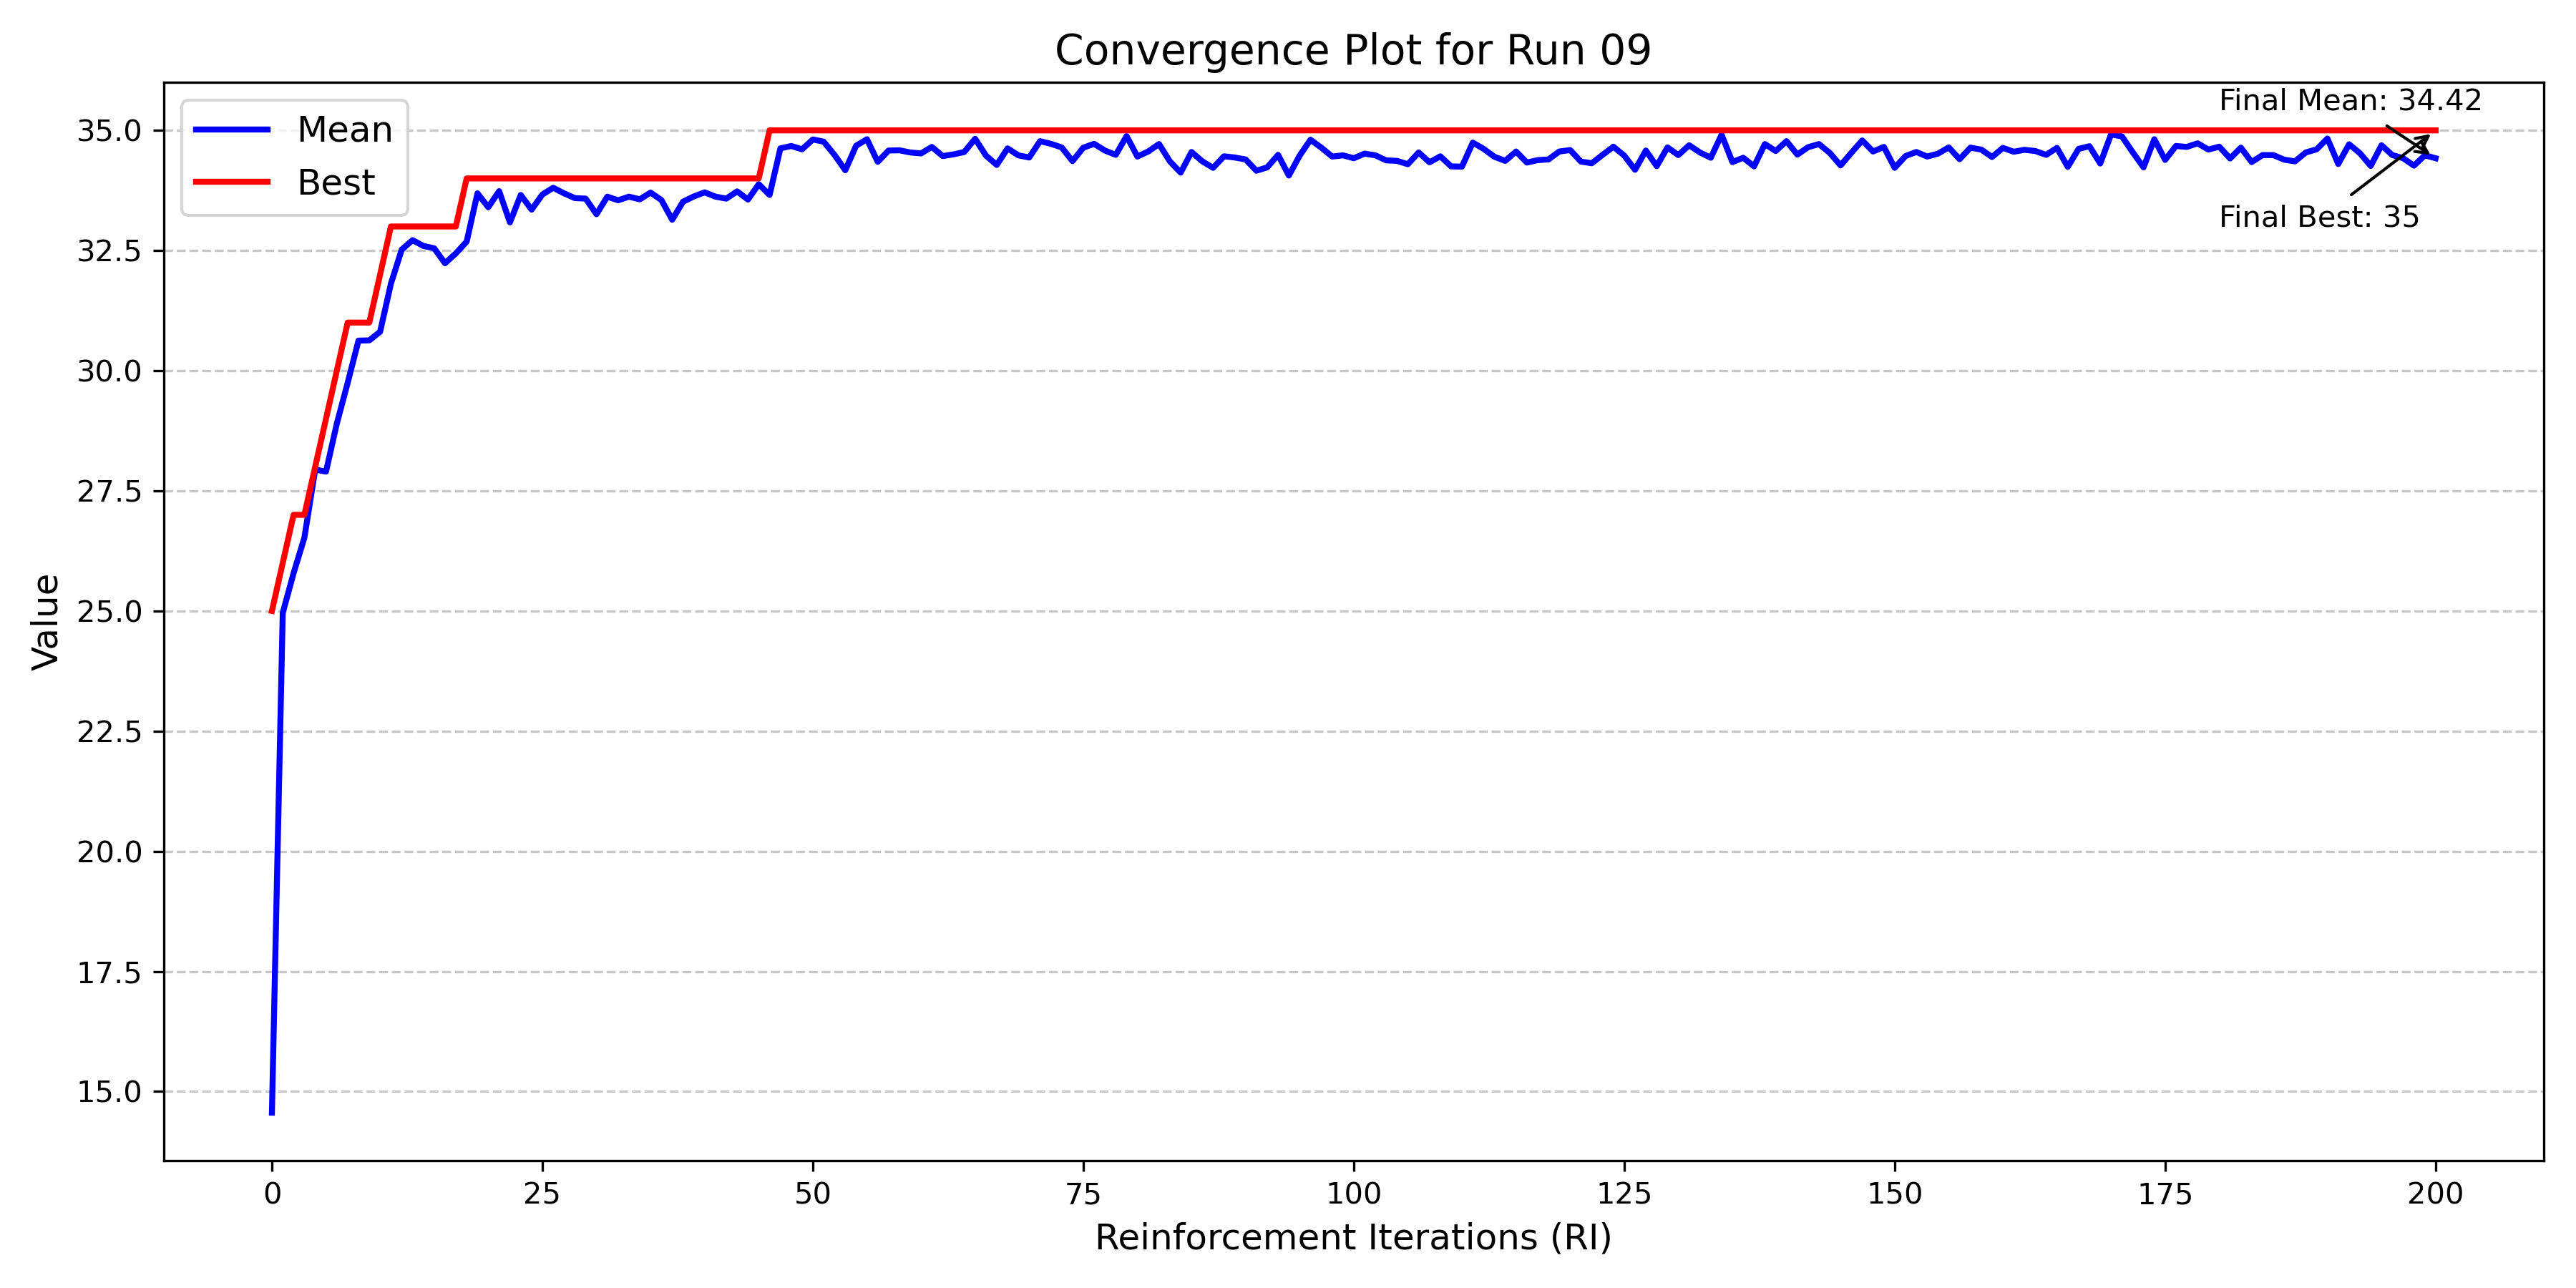 Convergence Plot for Run 09
Mean
Best
Final Mean: 34.42
Final Best: 35
35.0
32.5
30.0
27.5
25.0
22.5
20.0
17.5
15.0
Value
0 25 50 75 100 125 150 175 200
Reinforcement Iterations (RI)